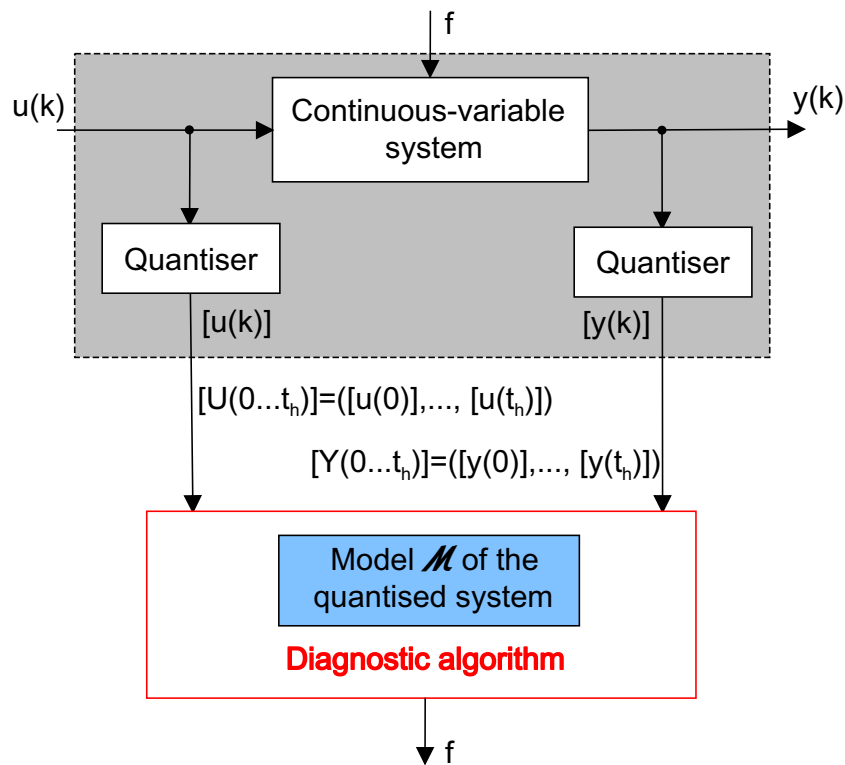 f
u(k)
Continuous-variable
system
y(k)
Quantiser
Quantiser
[u(k)]
[y(k)]
[U(0...tₕ)]=([u(0)],..., [u(tₕ)])
[Y(0...tₕ)]=([y(0)],..., [y(tₕ)])
Model ℳ of the
quantised system
Diagnostic algorithm
f